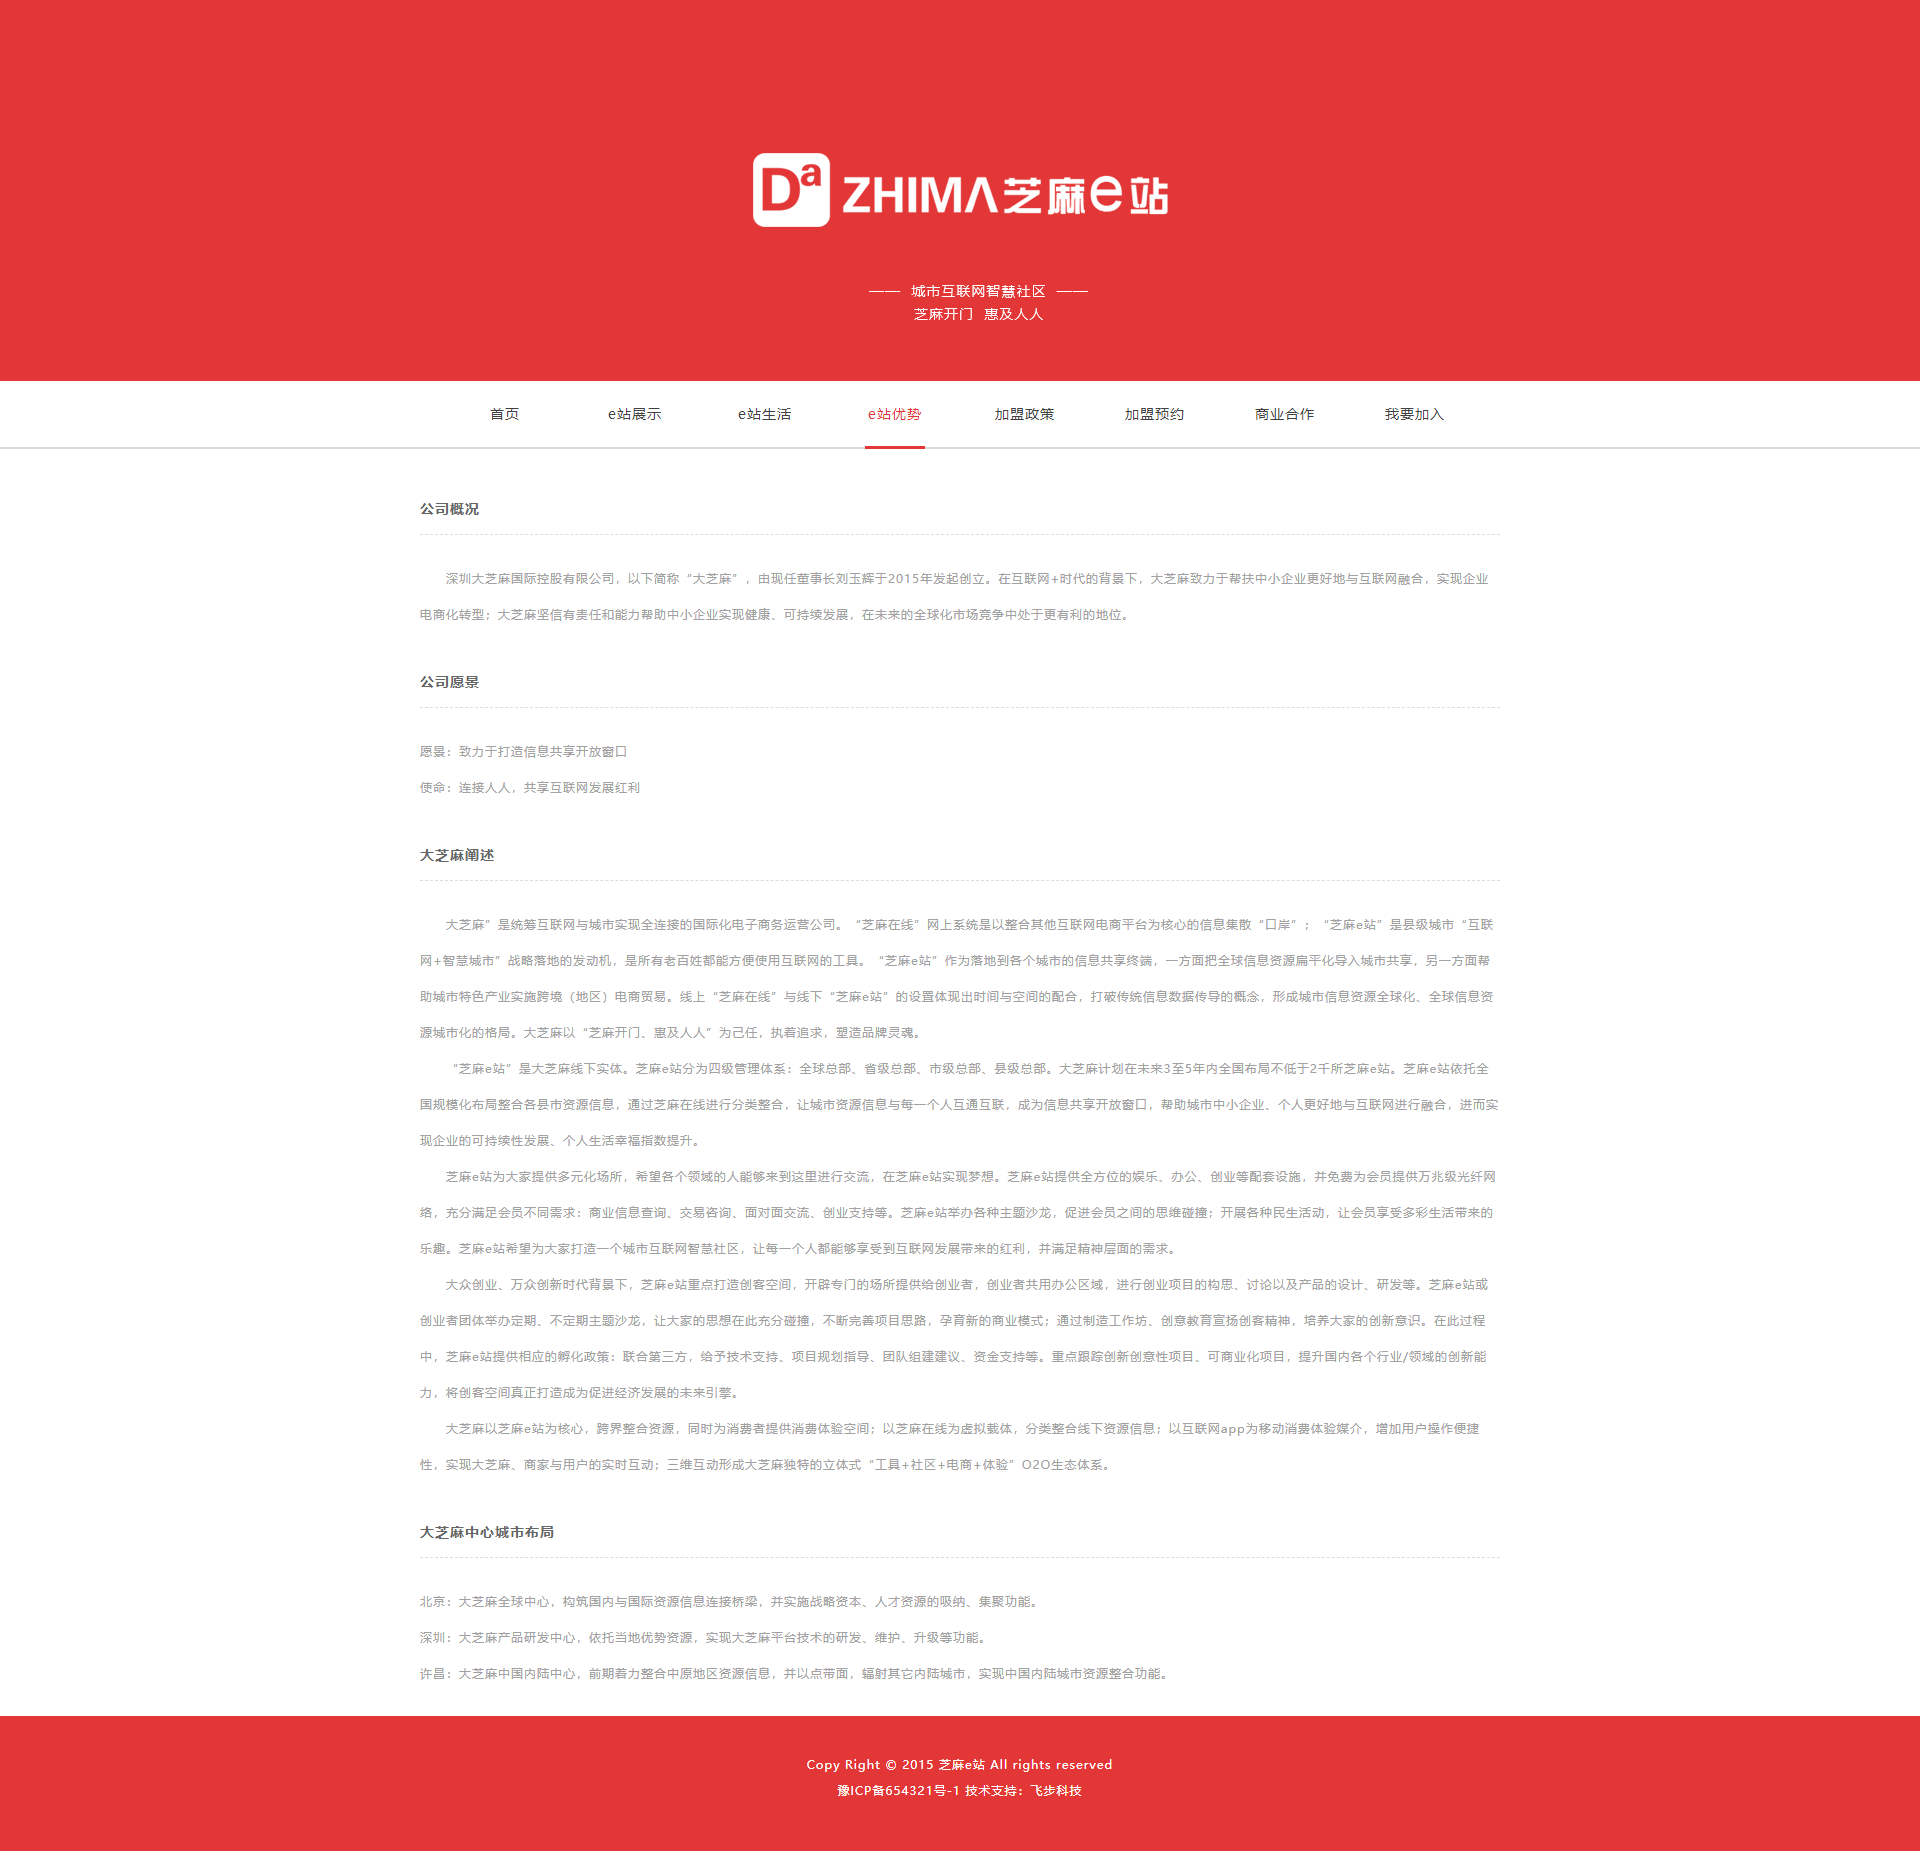 Da ZHIMA芝麻e站
—— 城市互联网智慧社区 ——
芝麻开门 惠及人人
首页 e站展示 e站生活 e站优势 加盟政策 加盟预约 商业合作 我要加入
公司概况
深圳大芝麻国际控股有限公司，以下简称“大芝麻”，由现任董事长刘玉辉于2015年发起创立。在互联网+时代的背景下，大芝麻致力于帮扶中小企业更好地与互联网融合，实现企业
电商化转型；大芝麻坚信有责任和能力帮助中小企业实现健康、可持续发展，在未来的全球化市场竞争中处于更有利的地位。
公司愿景
愿景：致力于打造信息共享开放窗口
使命：连接人人，共享互联网发展红利
大芝麻阐述
大芝麻”是统筹互联网与城市实现全连接的国际化电子商务运营公司。“芝麻在线”网上系统是以整合其他互联网电商平台为核心的信息集散“口岸”；“芝麻e站”是县级城市“互联
网+智慧城市”战略落地的发动机，是所有老百姓都能方便使用互联网的工具。“芝麻e站”作为落地到各个城市的信息共享终端，一方面把全球信息资源扁平化导入城市共享，另一方面帮
助城市特色产业实施跨境（地区）电商贸易。线上“芝麻在线”与线下“芝麻e站”的设置体现出时间与空间的配合，打破传统信息数据传导的概念，形成城市信息资源全球化、全球信息资
源城市化的格局。大芝麻以“芝麻开门、惠及人人”为己任，执着追求，塑造品牌灵魂。
“芝麻e站”是大芝麻线下实体。芝麻e站分为四级管理体系：全球总部、省级总部、市级总部、县级总部。大芝麻计划在未来3至5年内全国布局不低于2千所芝麻e站。芝麻e站依托全
国规模化布局整合各县市资源信息，通过芝麻在线进行分类整合，让城市资源信息与每一个人互通互联，成为信息共享开放窗口，帮助城市中小企业、个人更好地与互联网进行融合，进而实
现企业的可持续性发展、个人生活幸福指数提升。
芝麻e站为大家提供多元化场所，希望各个领域的人能够来到这里进行交流，在芝麻e站实现梦想。芝麻e站提供全方位的娱乐、办公、创业等配套设施，并免费为会员提供万兆级光纤网
络，充分满足会员不同需求：商业信息查询、交易咨询、面对面交流、创业支持等。芝麻e站举办各种主题沙龙，促进会员之间的思维碰撞；开展各种民生活动，让会员享受多彩生活带来的
乐趣。芝麻e站希望为大家打造一个城市互联网智慧社区，让每一个人都能够享受到互联网发展带来的红利，并满足精神层面的需求。
大众创业、万众创新时代背景下，芝麻e站重点打造创客空间，开辟专门的场所提供给创业者，创业者共用办公区域，进行创业项目的构思、讨论以及产品的设计、研发等。芝麻e站或
创业者团体举办定期、不定期主题沙龙，让大家的思想在此充分碰撞，不断完善项目思路，孕育新的商业模式；通过制造工作坊、创意教育宣扬创客精神，培养大家的创新意识。在此过程
中，芝麻e站提供相应的孵化政策：联合第三方，给予技术支持、项目规划指导、团队组建建议、资金支持等。重点跟踪创新创意性项目、可商业化项目，提升国内各个行业/领域的创新能
力，将创客空间真正打造成为促进经济发展的未来引擎。
大芝麻以芝麻e站为核心，跨界整合资源，同时为消费者提供消费体验空间；以芝麻在线为虚拟载体，分类整合线下资源信息；以互联网app为移动消费体验媒介，增加用户操作便捷
性，实现大芝麻、商家与用户的实时互动；三维互动形成大芝麻独特的立体式“工具+社区+电商+体验”O2O生态体系。
大芝麻中心城市布局
北京：大芝麻全球中心，构筑国内与国际资源信息连接桥梁，并实施战略资本、人才资源的吸纳、集聚功能。
深圳：大芝麻产品研发中心，依托当地优势资源，实现大芝麻平台技术的研发、维护、升级等功能。
许昌：大芝麻中国内陆中心，前期着力整合中原地区资源信息，并以点带面，辐射其它内陆城市，实现中国内陆城市资源整合功能。
Copy Right © 2015 芝麻e站 All rights reserved
豫ICP备654321号-1 技术支持：飞步科技